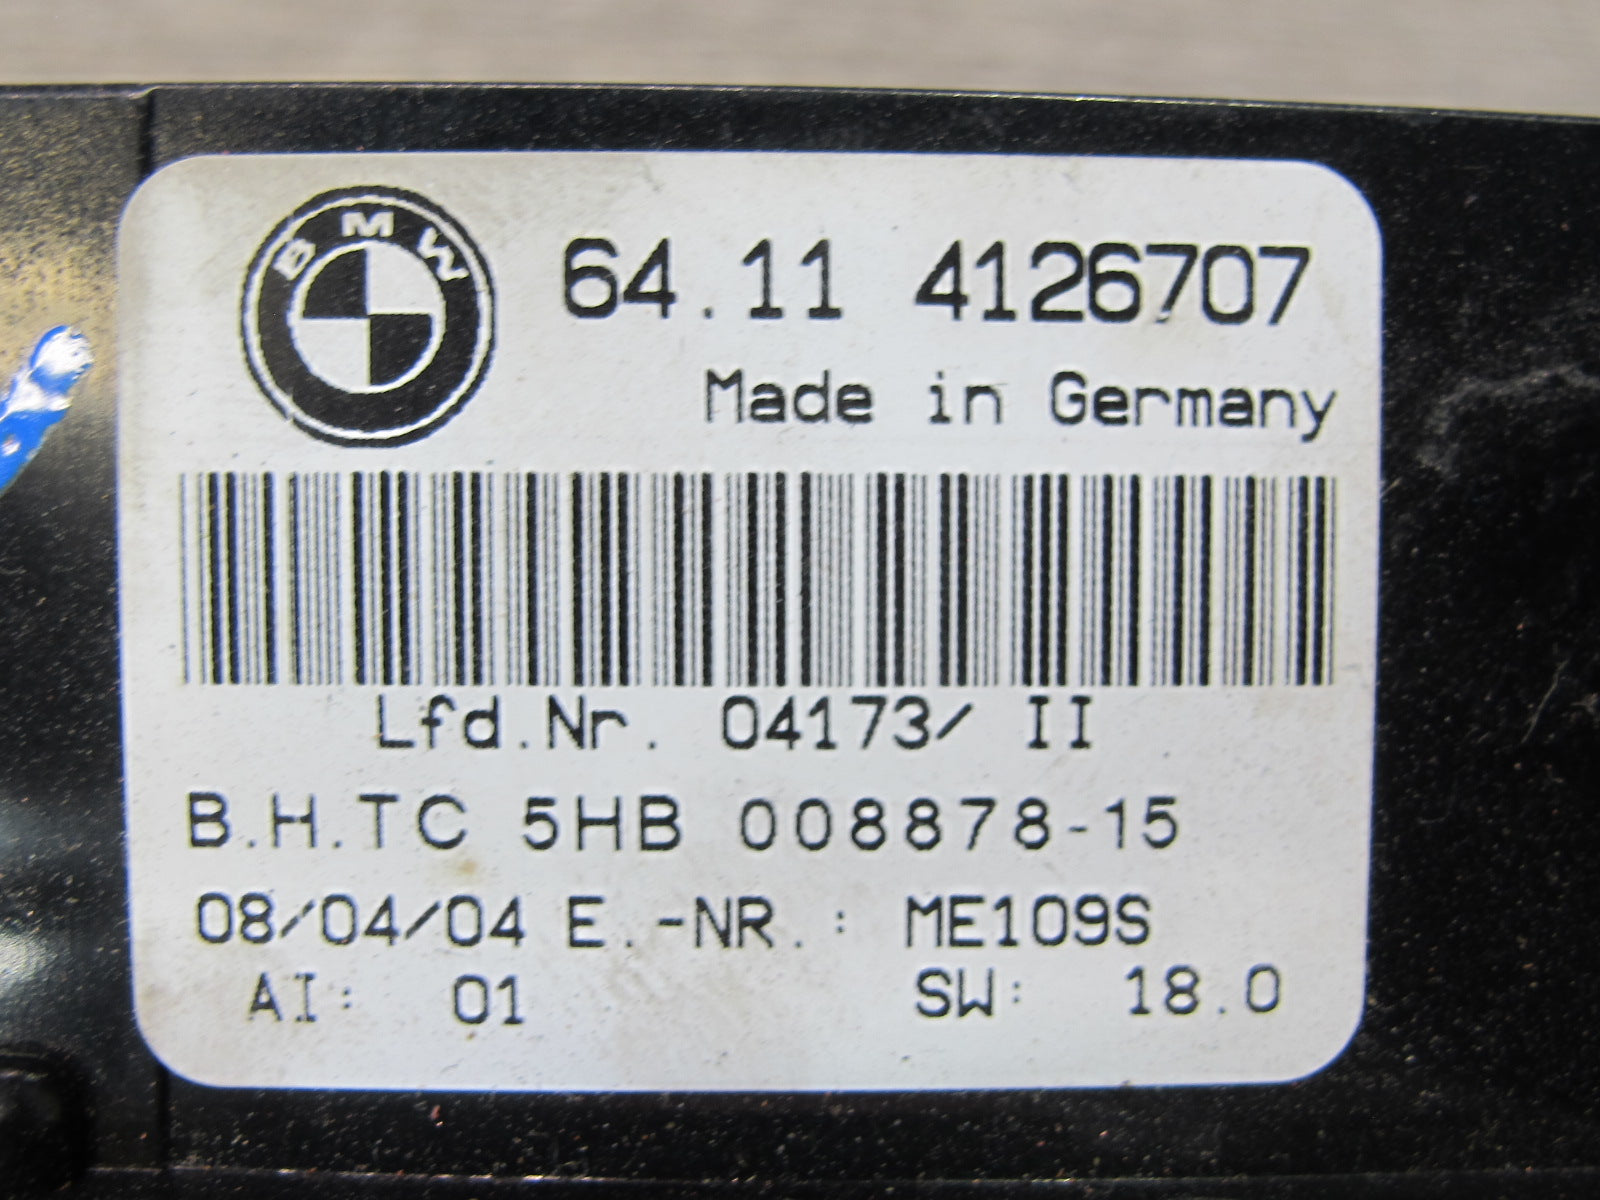 BMW
64.11 4126707
Made in Germany
Lfd.Nr. 04173/ II
B.H.TC 5HB 008878-15
08/04/04 E.-NR.: ME109S
AI: 01 SW: 18.0